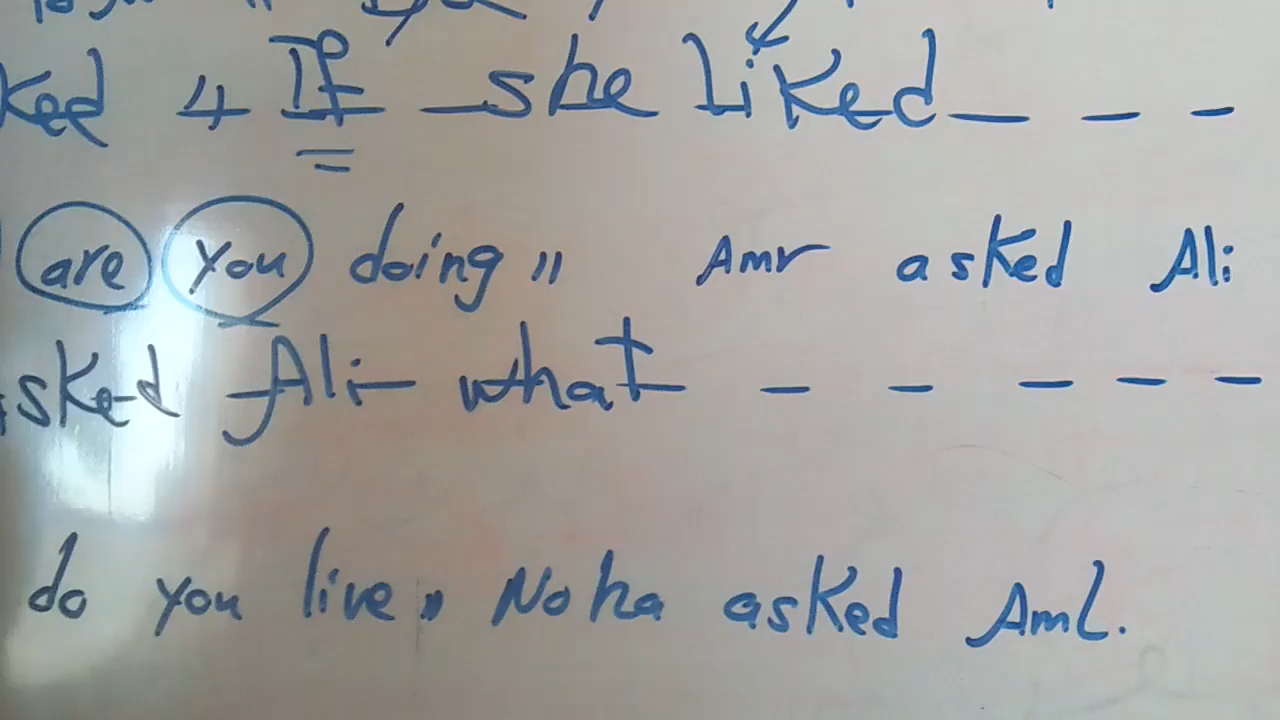 ked 4 If she liked_ _ _
are you doing" Amr asked Ali
sked Ali what _ _ _ _ _
do you live" Noha asked Aml.